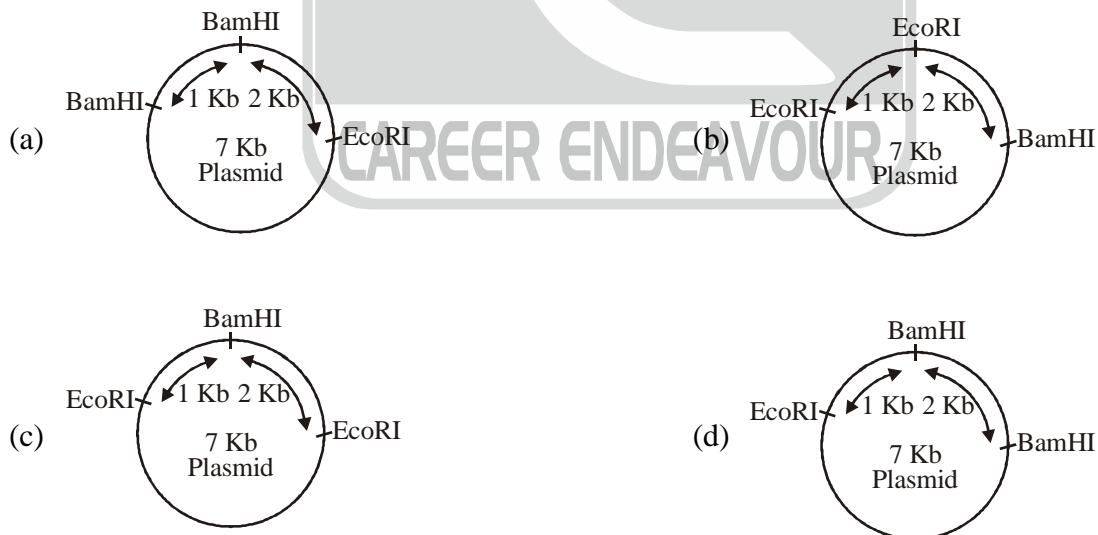 BamHI
BamHI
1 Kb 2 Kb
EcoRI
(a)
7 Kb
Plasmid
EcoRI
EcoRI
1 Kb 2 Kb
BamHI
(b)
7 Kb
Plasmid
CAREER ENDEAVOUR
BamHI
EcoRI
1 Kb 2 Kb
EcoRI
(c)
7 Kb
Plasmid
BamHI
EcoRI
1 Kb 2 Kb
BamHI
(d)
7 Kb
Plasmid